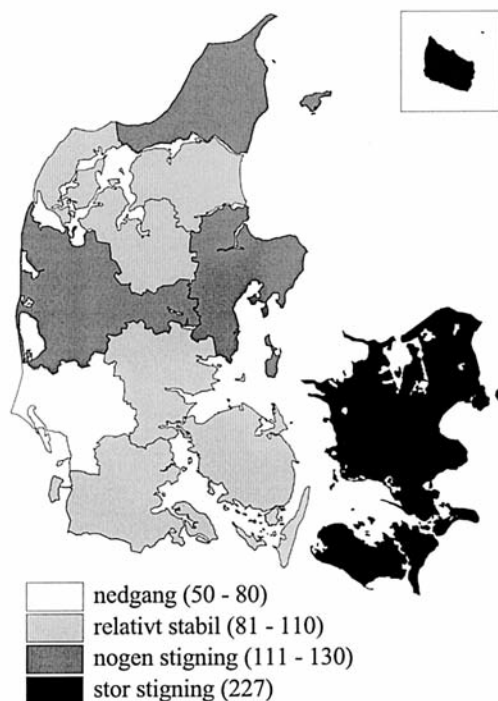 nedgang (50 - 80)
relativt stabil (81 - 110)
nogen stigning (111 - 130)
stor stigning (227)